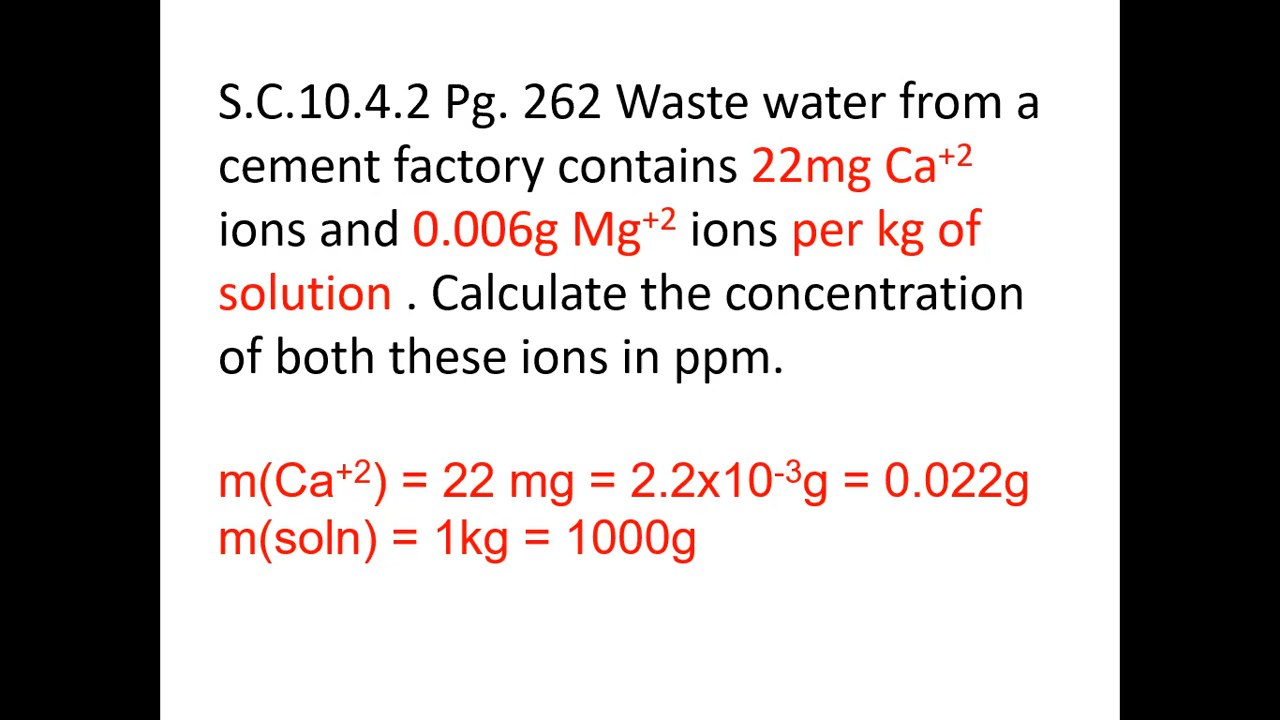 S.C.10.4.2 Pg. 262 Waste water from a
cement factory contains 22mg Ca⁺²
ions and 0.006g Mg⁺² ions per kg of
solution . Calculate the concentration
of both these ions in ppm.
m(Ca⁺²) = 22 mg = 2.2x10⁻³g = 0.022g
m(soln) = 1kg = 1000g